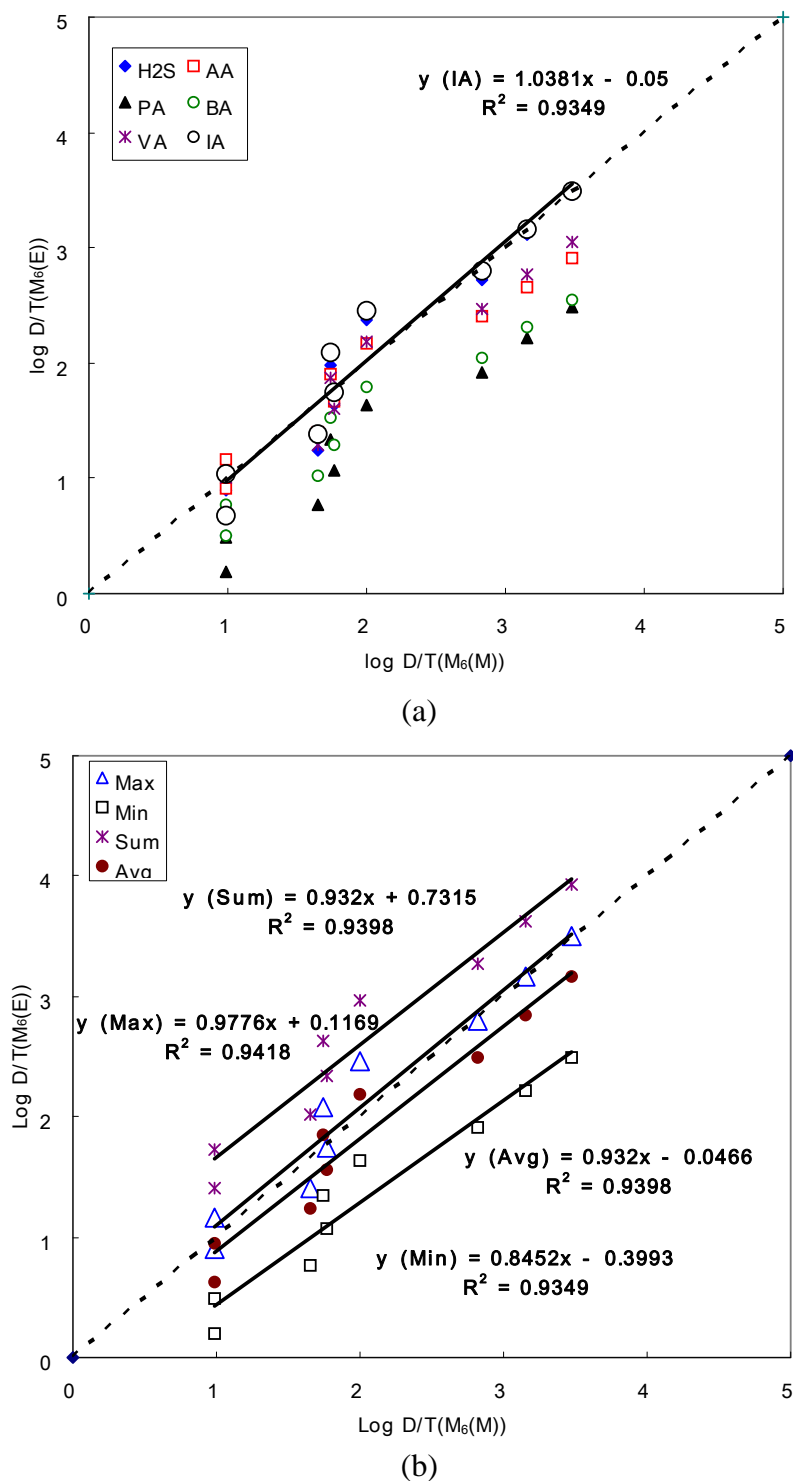 5
H2S AA
PA BA
VA IA
y (IA) = 1.0381x - 0.05
R² = 0.9349
4
3
2
1
0
log D/T(M₆(E))
0 1 2 3 4 5
log D/T(M₆(M))
(a)
5
Max
Min
Sum
Avg
4
y (Sum) = 0.932x + 0.7315
R² = 0.9398
3
y (Max) = 0.9776x + 0.1169
R² = 0.9418
2
y (Avg) = 0.932x - 0.0466
R² = 0.9398
1
y (Min) = 0.8452x - 0.3993
R² = 0.9349
0
Log D/T(M₆(E))
0 1 2 3 4 5
Log D/T(M₆(M))
(b)